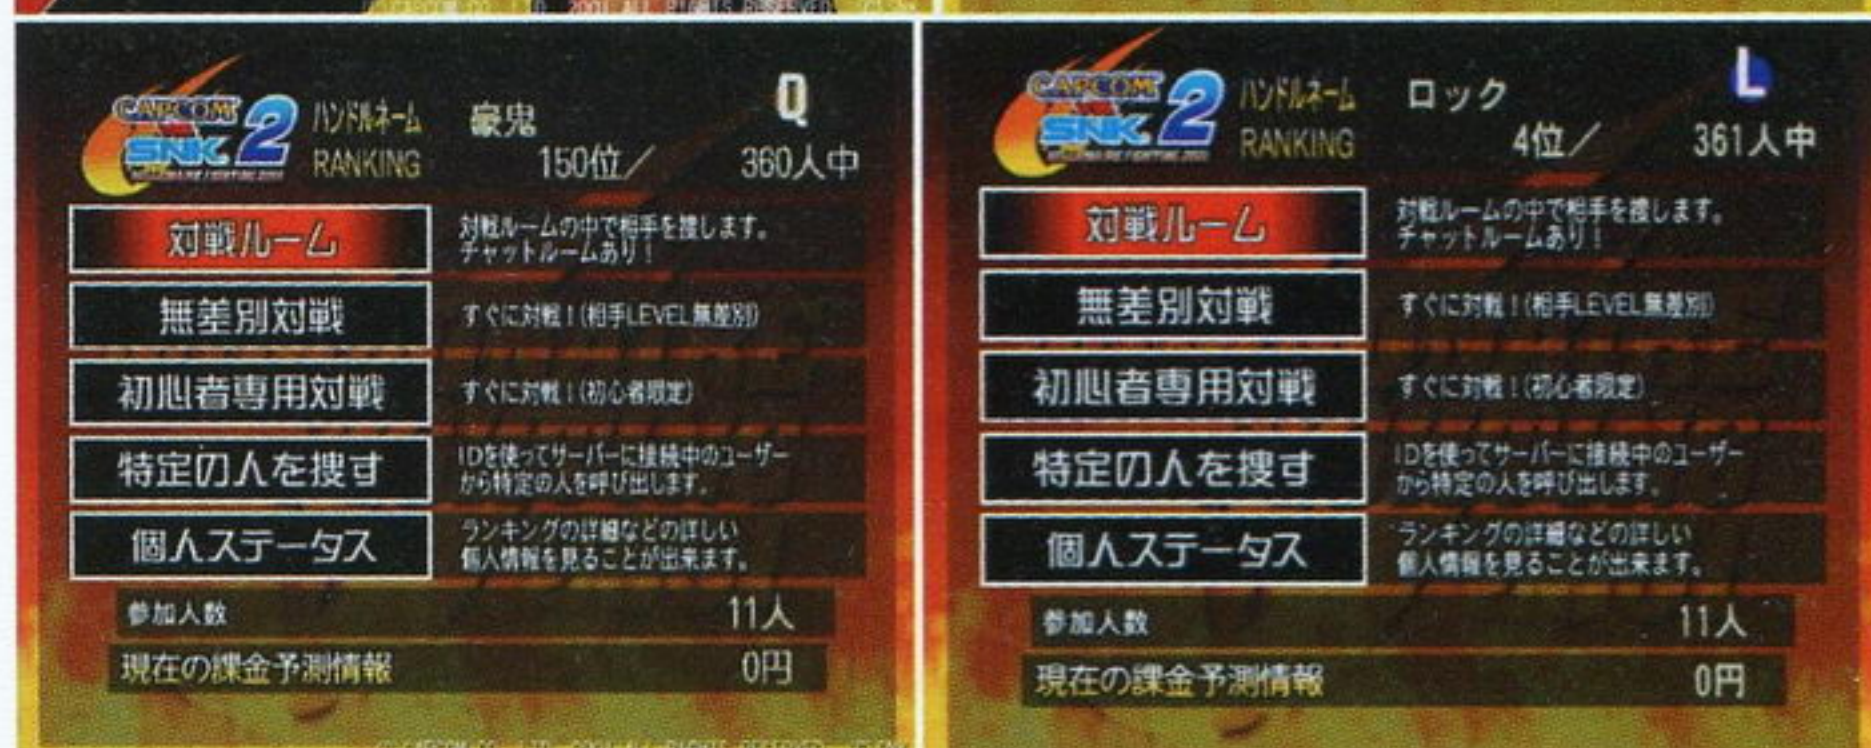 CAPCOM CO., LTD. 2001 ALL RIGHTS RESERVED.
CAPCOM
VS
SNK 2
ハンドルネーム
豪鬼
Q
RANKING
150位／
360人中
対戦ルーム
対戦ルームの中で相手を捜します。
チャットルームあり！
無差別対戦
すぐに対戦！(相手LEVEL無差別)
初心者専用対戦
すぐに対戦！(初心者限定)
特定の人を捜す
IDを使ってサーバーに接続中のユーザー
から特定の人を呼び出します。
個人ステータス
ランキングの詳細などの詳しい
個人情報を見ることが出来ます。
参加人数
11人
現在の課金予測情報
0円
CAPCOM
VS
SNK 2
ハンドルネーム
ロック
L
RANKING
4位／
361人中
対戦ルーム
対戦ルームの中で相手を捜します。
チャットルームあり！
無差別対戦
すぐに対戦！(相手LEVEL無差別)
初心者専用対戦
すぐに対戦！(初心者限定)
特定の人を捜す
IDを使ってサーバーに接続中のユーザー
から特定の人を呼び出します。
個人ステータス
ランキングの詳細などの詳しい
個人情報を見ることが出来ます。
参加人数
11人
現在の課金予測情報
0円